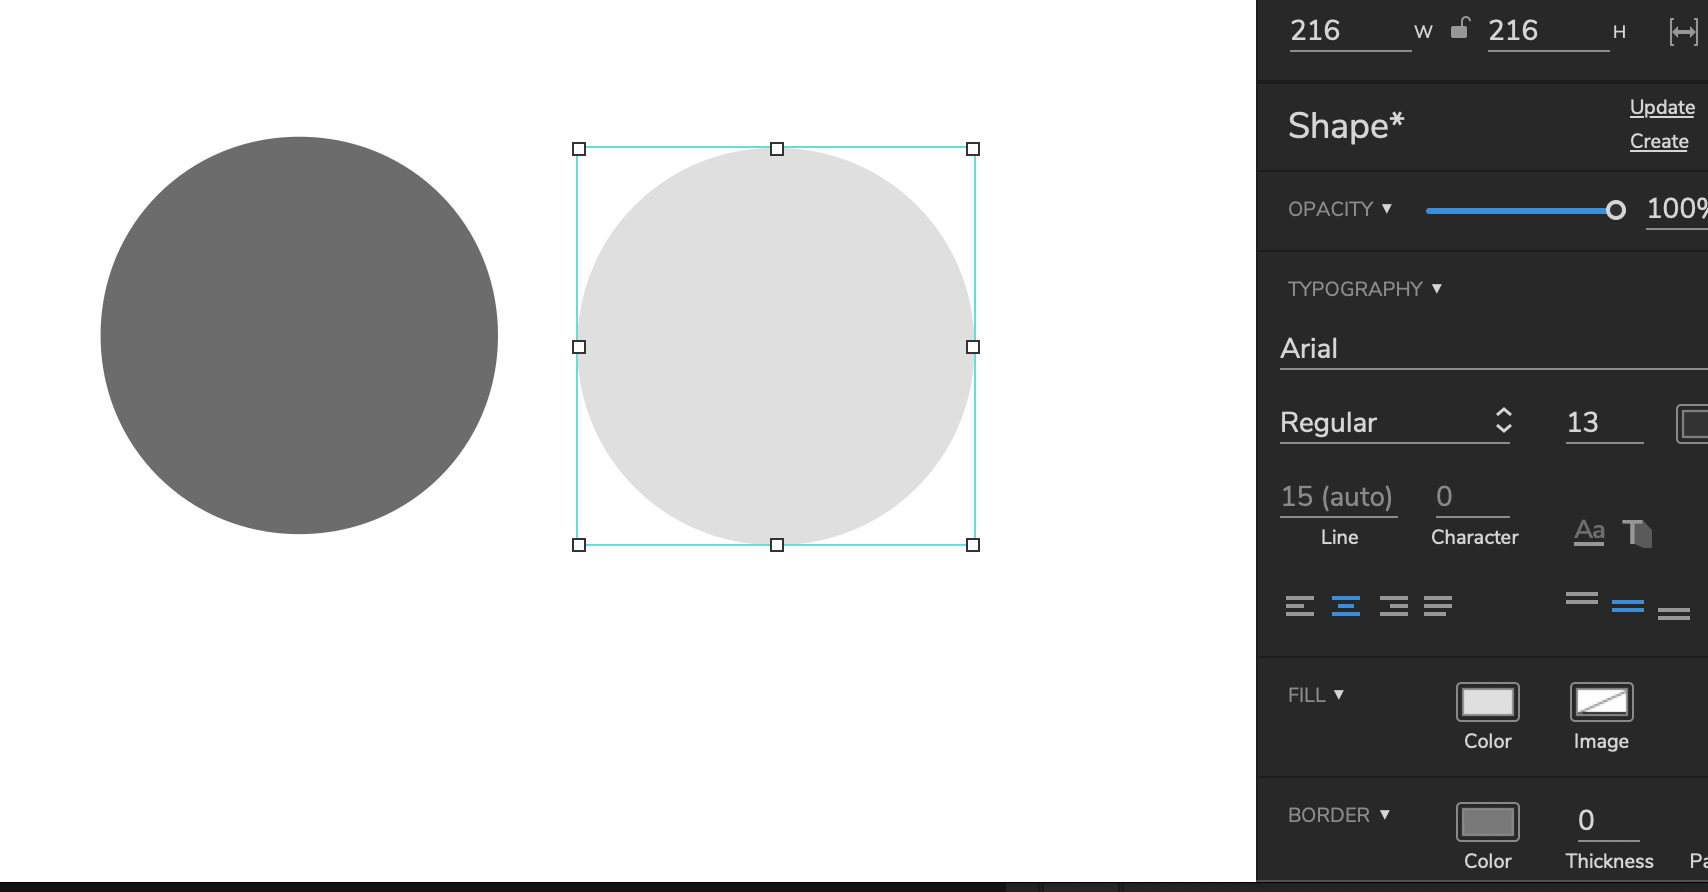 216 W 216 H
Shape*
Update
Create
OPACITY 100%
TYPOGRAPHY
Arial
Regular 13
15 (auto) 0
Line Character
Aa T
FILL
Color Image
BORDER 0
Color Thickness